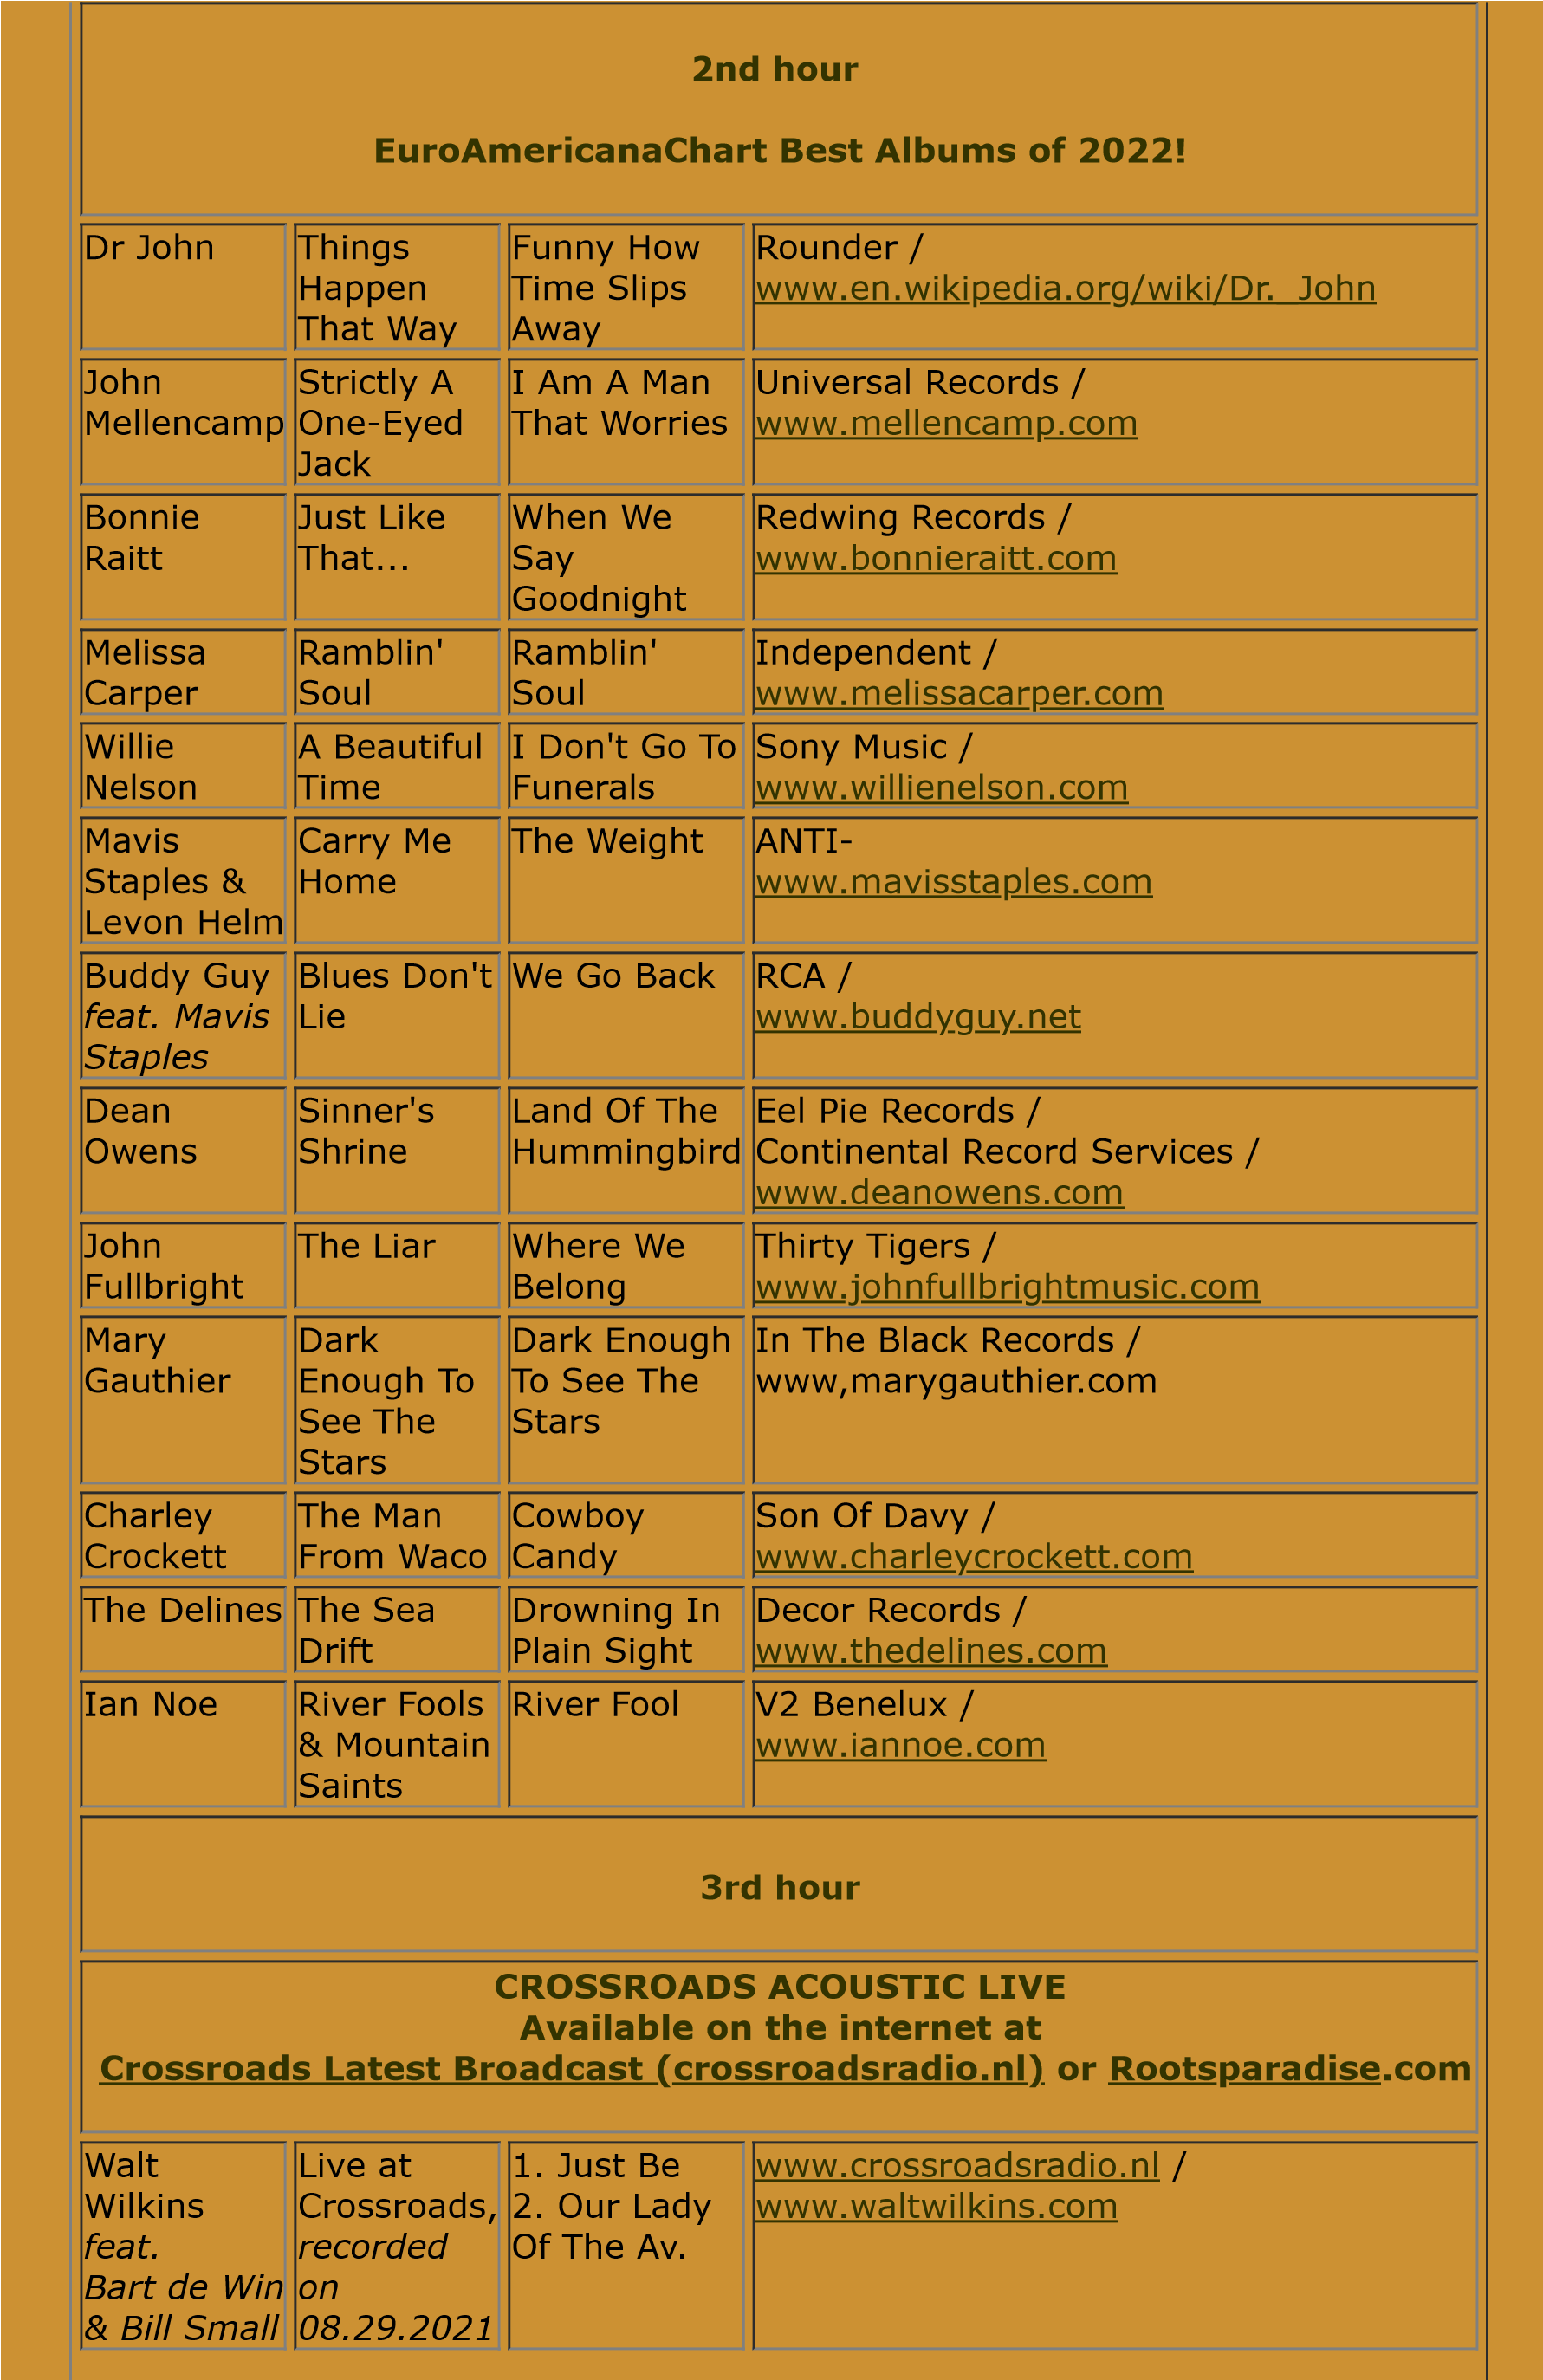 2nd hour
EuroAmericanaChart Best Albums of 2022!
Dr John
Things
Happen
That Way
Funny How
Time Slips
Away
Rounder /
www.en.wikipedia.org/wiki/Dr._John
John
Mellencamp
Strictly A
One-Eyed
Jack
I Am A Man
That Worries
Universal Records /
www.mellencamp.com
Bonnie
Raitt
Just Like
That...
When We
Say
Goodnight
Redwing Records /
www.bonnieraitt.com
Melissa
Carper
Ramblin'
Soul
Ramblin'
Soul
Independent /
www.melissacarper.com
Willie
Nelson
A Beautiful
Time
I Don't Go To
Funerals
Sony Music /
www.willienelson.com
Mavis
Staples &
Levon Helm
Carry Me
Home
The Weight
ANTI-
www.mavisstaples.com
Buddy Guy
feat. Mavis
Staples
Blues Don't
Lie
We Go Back
RCA /
www.buddyguy.net
Dean
Owens
Sinner's
Shrine
Land Of The
Hummingbird
Eel Pie Records /
Continental Record Services /
www.deanowens.com
John
Fullbright
The Liar
Where We
Belong
Thirty Tigers /
www.johnfullbrightmusic.com
Mary
Gauthier
Dark
Enough To
See The
Stars
Dark Enough
To See The
Stars
In The Black Records /
www,marygauthier.com
Charley
Crockett
The Man
From Waco
Cowboy
Candy
Son Of Davy /
www.charleycrockett.com
The Delines
The Sea
Drift
Drowning In
Plain Sight
Decor Records /
www.thedelines.com
Ian Noe
River Fools
& Mountain
Saints
River Fool
V2 Benelux /
www.iannoe.com
3rd hour
CROSSROADS ACOUSTIC LIVE
Available on the internet at
Crossroads Latest Broadcast (crossroadsradio.nl) or Rootsparadise.com
Walt
Wilkins
feat.
Bart de Win
& Bill Small
Live at
Crossroads,
recorded
on
08.29.2021
1. Just Be
2. Our Lady
Of The Av.
www.crossroadsradio.nl /
www.waltwilkins.com